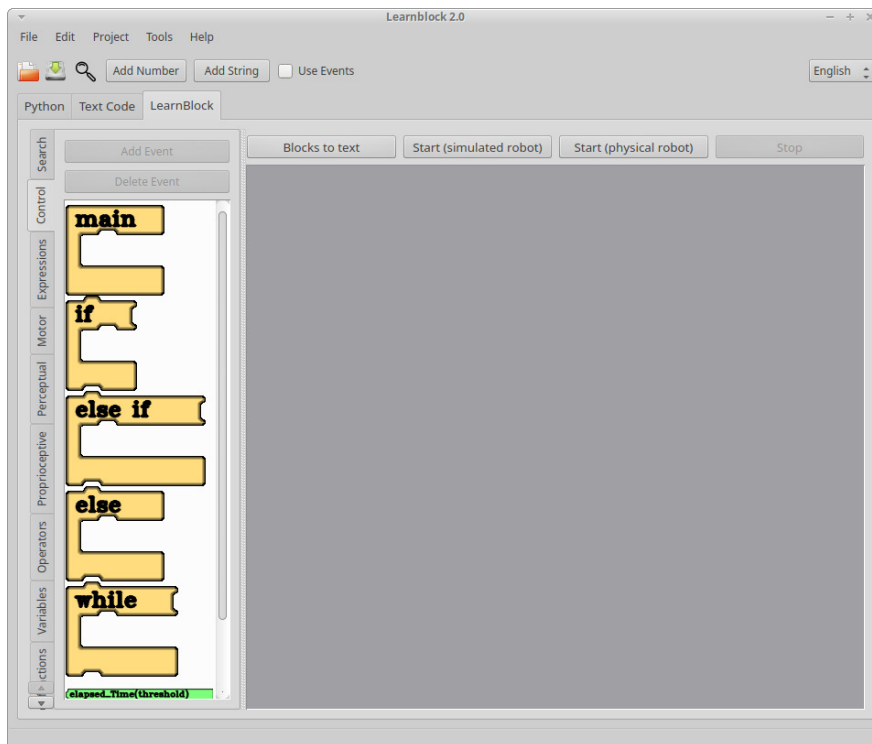 Learnblock 2.0
File Edit Project Tools Help
Add Number Add String Use Events English
Python Text Code LearnBlock
Search
Control
Expressions
Motor
Perceptual
Proprioceptive
Operators
Variables
Add Event
Delete Event
main
if
else if
else
while
(elapsed_Time(threshold)
Blocks to text Start (simulated robot) Start (physical robot) Stop